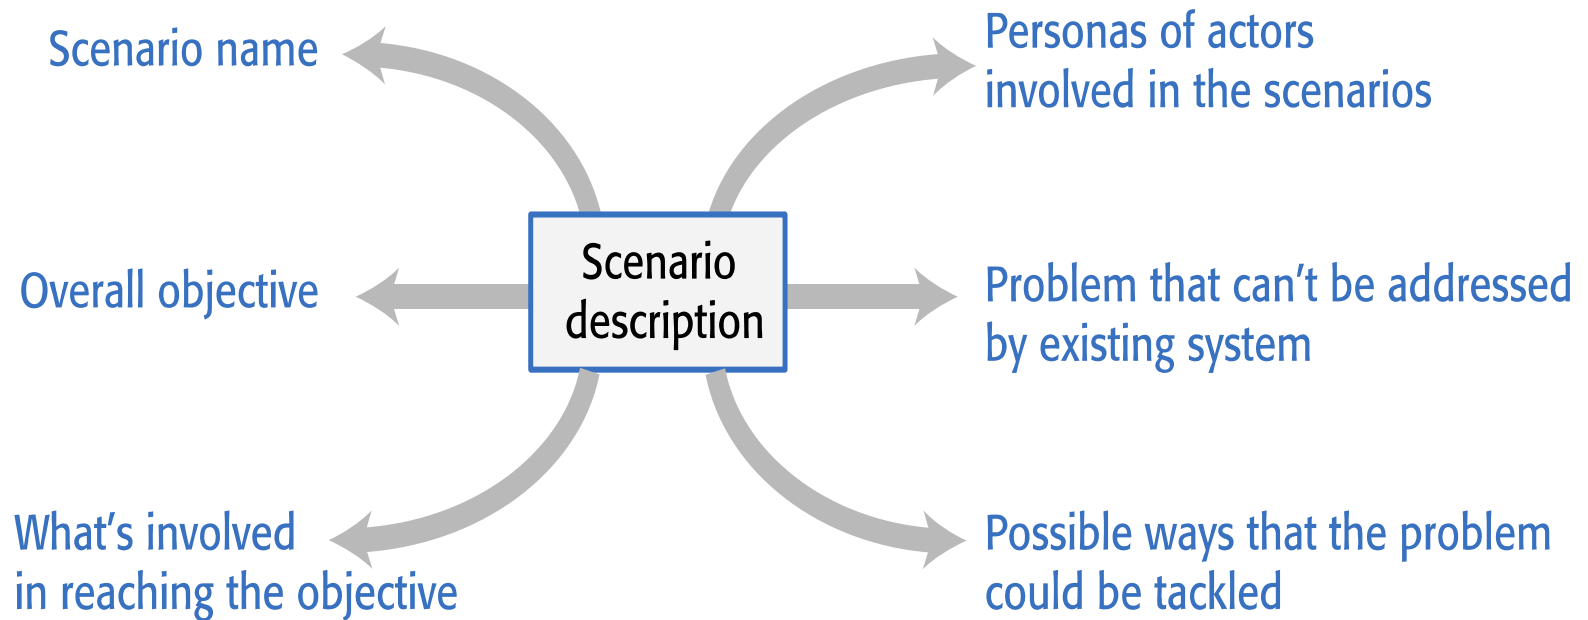 Scenario name
Personas of actors
involved in the scenarios
Overall objective
Scenario
description
Problem that can’t be addressed
by existing system
What’s involved
in reaching the objective
Possible ways that the problem
could be tackled